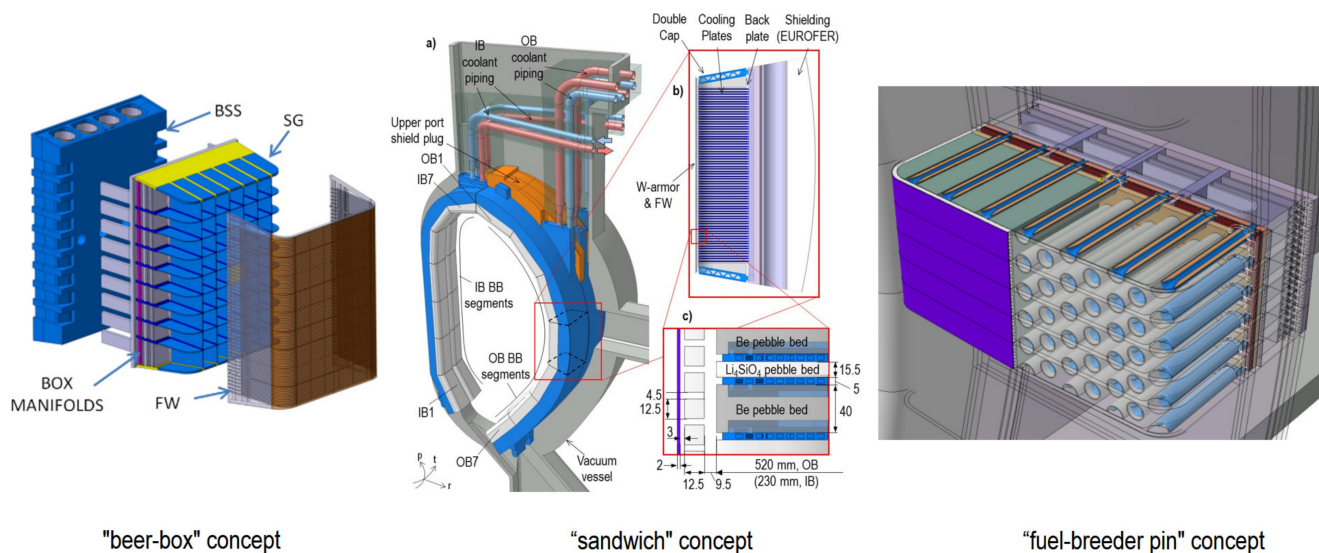 BSS
SG
BOX
MANIFOLDS
FW
"beer-box" concept
a)
IB
coolant
piping
OB
coolant
piping
Upper port
shield plug
OB1
IB7
IB BB
segments
OB BB
segments
IB1
OB7
Vacuum
vessel
p
t
r
Double
Cap
Cooling
Plates
Back
plate
Shielding
(EUROFER)
b)
W-armor
& FW
c)
Be pebble bed
Li₄SiO₄ pebble bed
Be pebble bed
15.5
5
40
4.5
12.5
3
2
12.5
9.5
520 mm, OB
(230 mm, IB)
“sandwich” concept
“fuel-breeder pin” concept